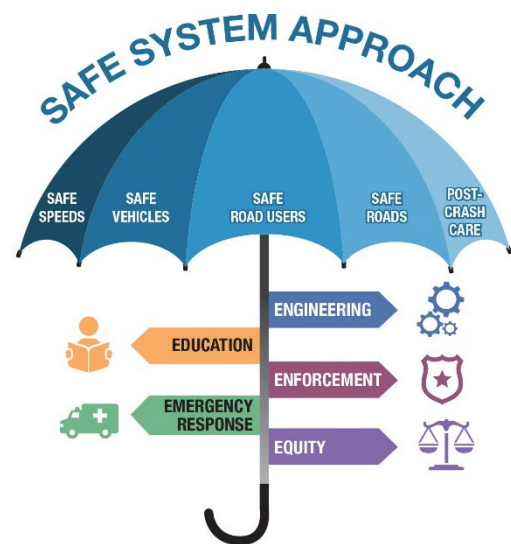 SAFE SYSTEM APPROACH
SAFE
SPEEDS
SAFE
VEHICLES
SAFE
ROAD USERS
SAFE
ROADS
POST-
CRASH
CARE
ENGINEERING
EDUCATION
ENFORCEMENT
EMERGENCY
RESPONSE
EQUITY